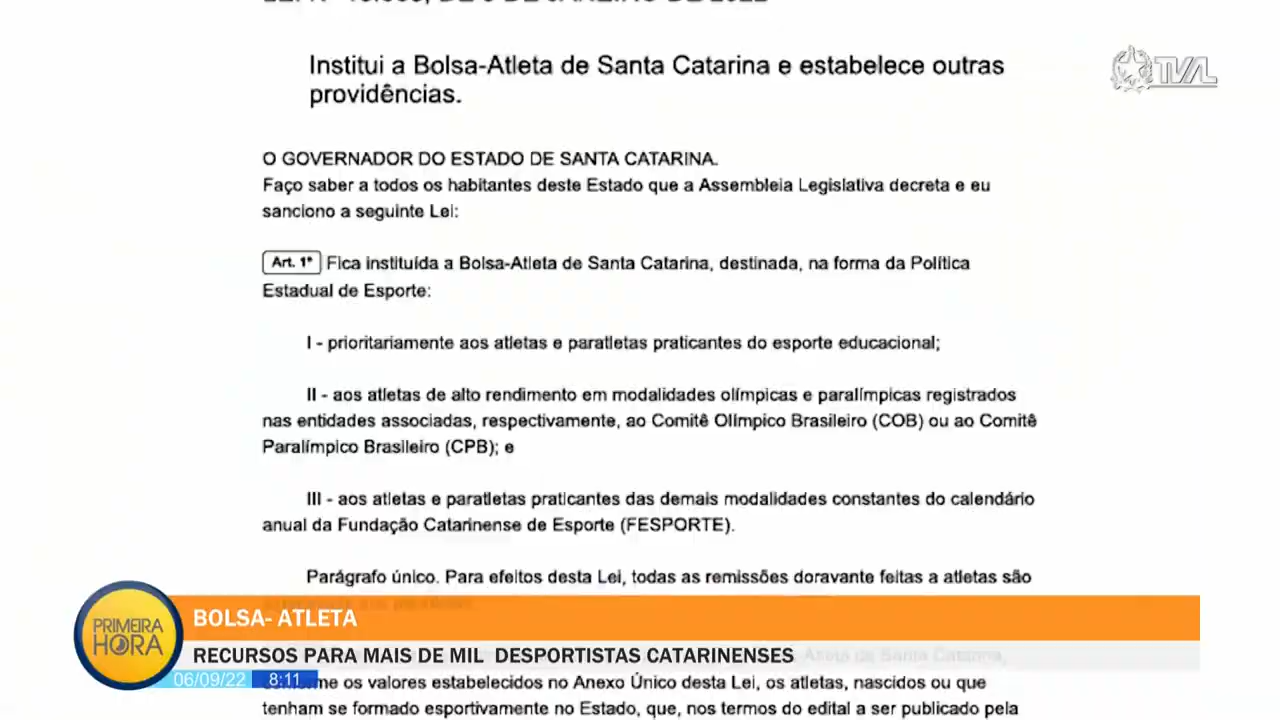 Institui a Bolsa-Atleta de Santa Catarina e estabelece outras
providências.
TVAL
O GOVERNADOR DO ESTADO DE SANTA CATARINA.
Faço saber a todos os habitantes deste Estado que a Assembleia Legislativa decreta e eu
sanciono a seguinte Lei:
Art. 1º Fica instituída a Bolsa-Atleta de Santa Catarina, destinada, na forma da Política
Estadual de Esporte:
I - prioritariamente aos atletas e paratletas praticantes do esporte educacional;
II - aos atletas de alto rendimento em modalidades olímpicas e paralímpicas registrados
nas entidades associadas, respectivamente, ao Comitê Olímpico Brasileiro (COB) ou ao Comitê
Paralímpico Brasileiro (CPB); e
III - aos atletas e paratletas praticantes das demais modalidades constantes do calendário
anual da Fundação Catarinense de Esporte (FESPORTE).
Parágrafo único. Para efeitos desta Lei, todas as remissões doravante feitas a atletas são
PRIMEIRA
HORA
BOLSA- ATLETA
RECURSOS PARA MAIS DE MIL DESPORTISTAS CATARINENSES
06/09/22 8:11
os valores estabelecidos no Anexo Único desta Lei, os atletas, nascidos ou que
tenham se formado esportivamente no Estado, que, nos termos do edital a ser publicado pela